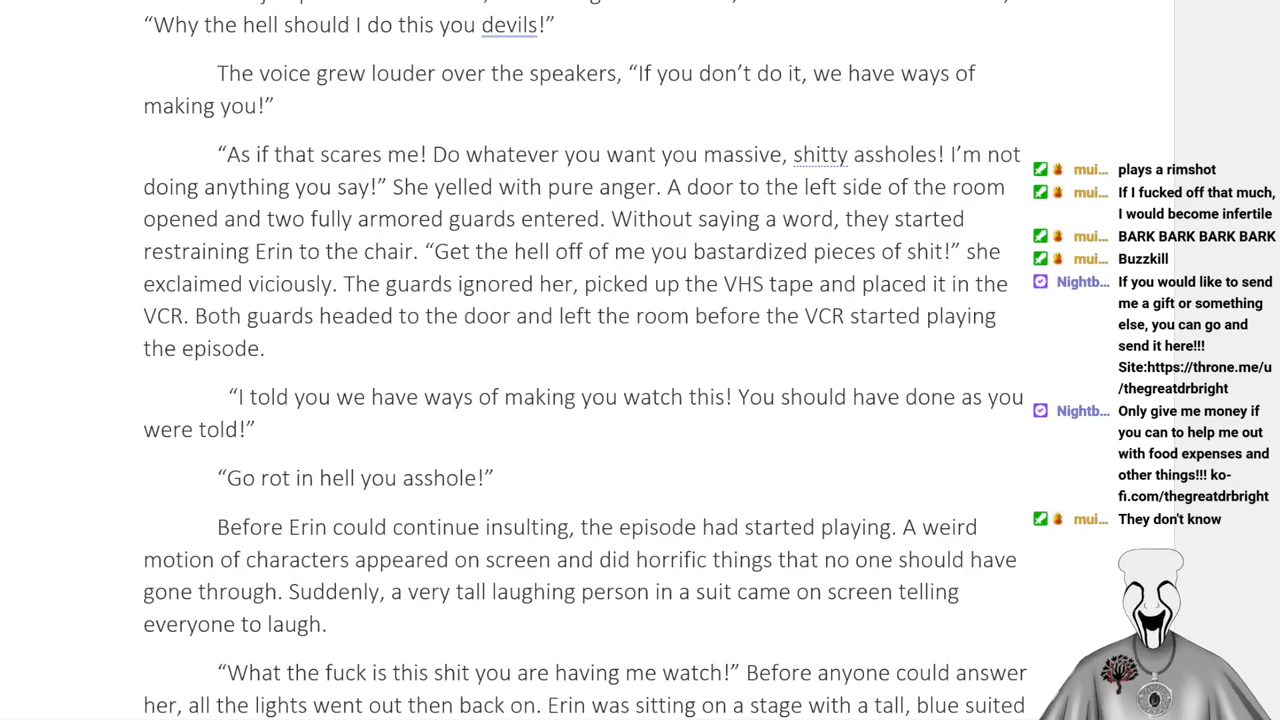 “Why the hell should I do this you devils!”
The voice grew louder over the speakers, “If you don’t do it, we have ways of
making you!”
“As if that scares me! Do whatever you want you massive, shitty assholes! I’m not
doing anything you say!” She yelled with pure anger. A door to the left side of the room
opened and two fully armored guards entered. Without saying a word, they started
restraining Erin to the chair. “Get the hell off of me you bastardized pieces of shit!” she
exclaimed viciously. The guards ignored her, picked up the VHS tape and placed it in the
VCR. Both guards headed to the door and left the room before the VCR started playing
the episode.
“I told you we have ways of making you watch this! You should have done as you
were told!”
“Go rot in hell you asshole!”
Before Erin could continue insulting, the episode had started playing. A weird
motion of characters appeared on screen and did horrific things that no one should have
gone through. Suddenly, a very tall laughing person in a suit came on screen telling
everyone to laugh.
“What the fuck is this shit you are having me watch!” Before anyone could answer
her, all the lights went out then back on. Erin was sitting on a stage with a tall, blue suited
mui... plays a rimshot
mui... If I fucked off that much,
I would become infertile
mui... BARK BARK BARK BARK
mui... Buzzkill
Nightb... If you would like to send
me a gift or something
else, you can go and
send it here!!!
Site:https://throne.me/u
/thegreatdrbright
Nightb... Only give me money if
you can to help me out
with food expenses and
other things!!! ko-
fi.com/thegreatdrbright
mui... They don't know